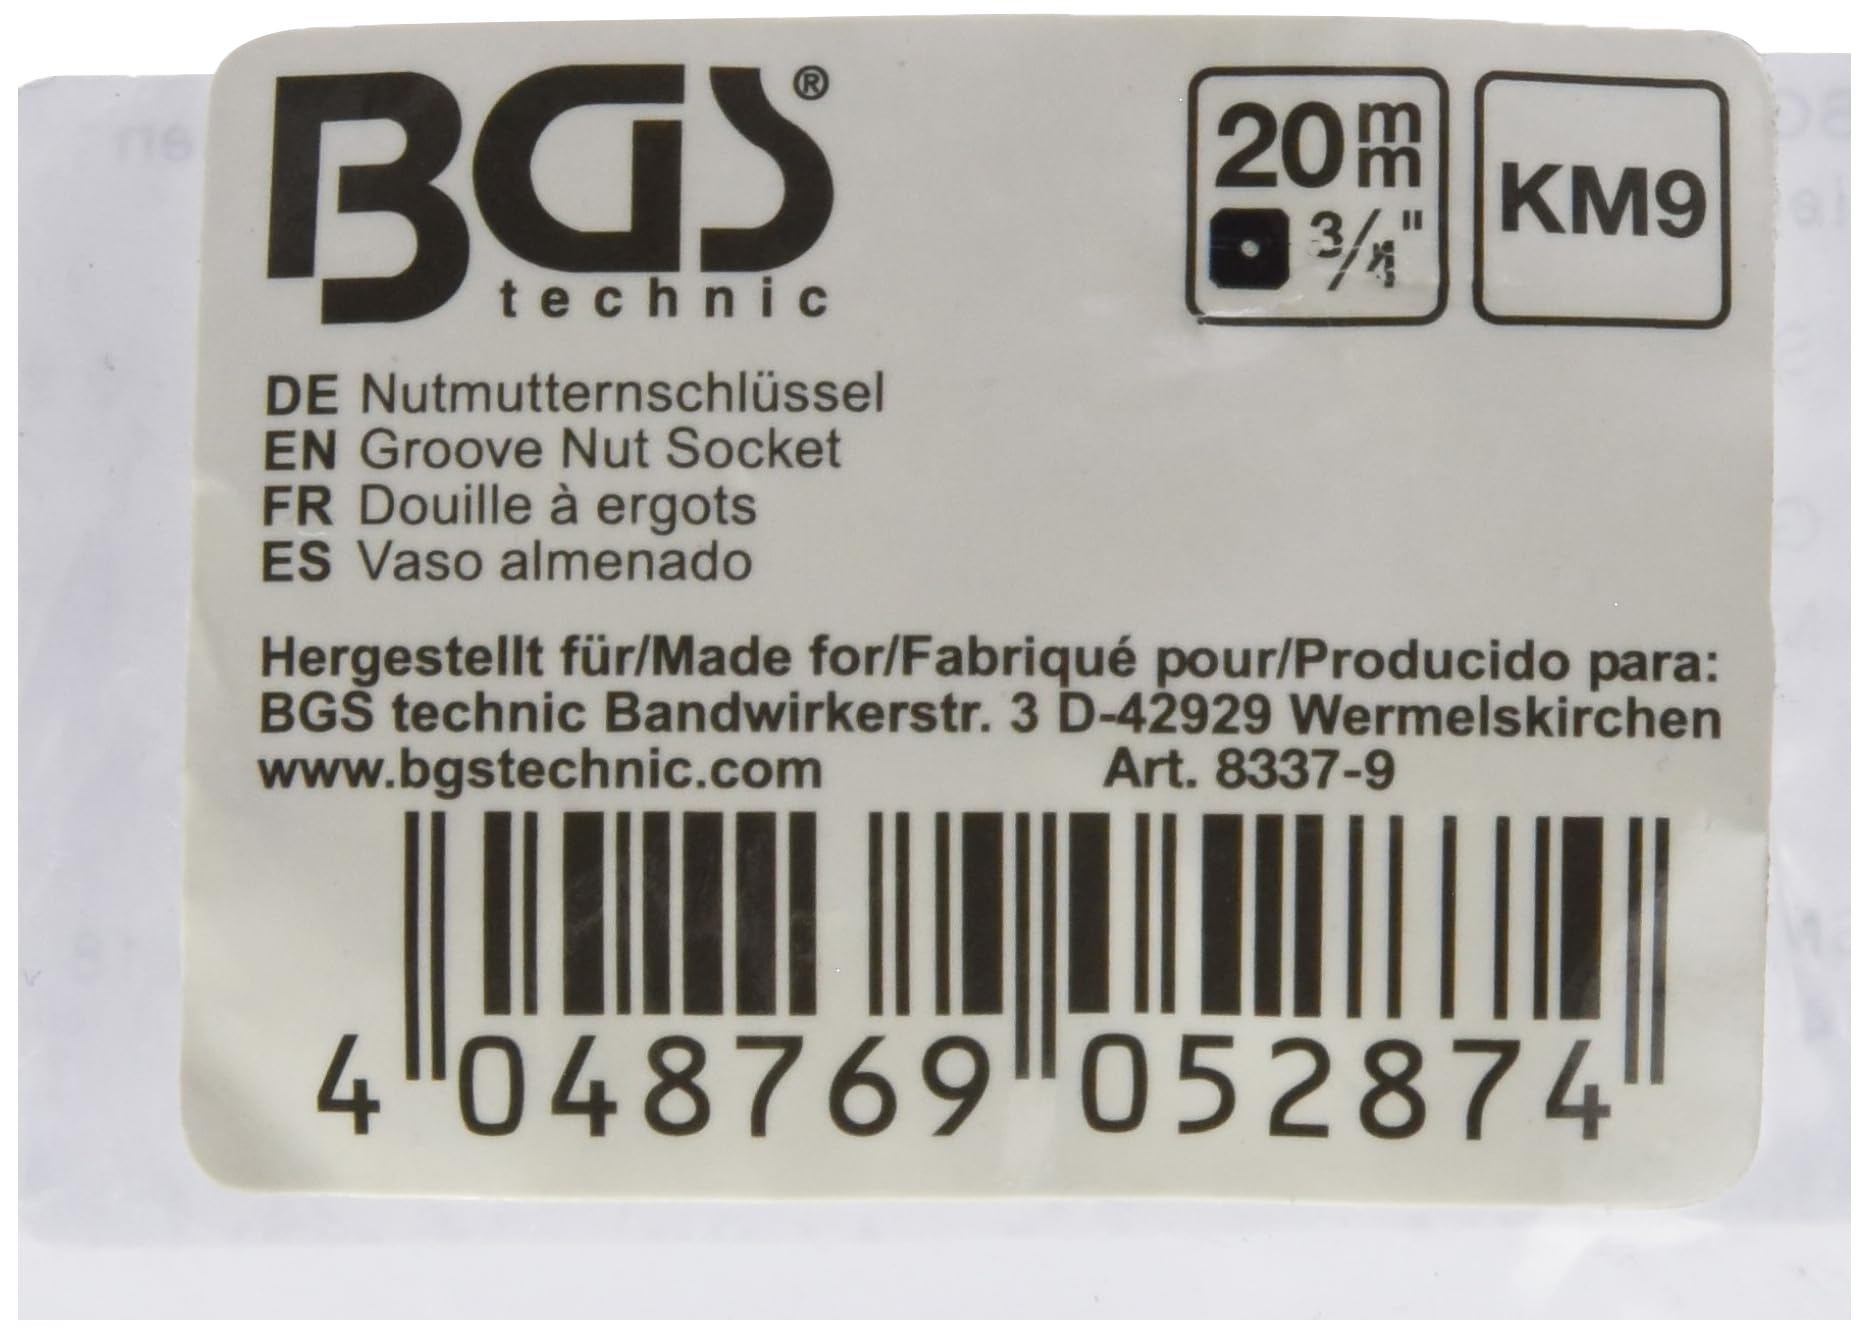 BGS®
technic
20mm
3/4"
KM9
DE Nutmutternschlüssel
EN Groove Nut Socket
FR Douille à ergots
ES Vaso almenado
Hergestellt für/Made for/Fabriqué pour/Producido para:
BGS technic Bandwirkerstr. 3 D-42929 Wermelskirchen
www.bgstechnic.com Art. 8337-9
4 048769 052874